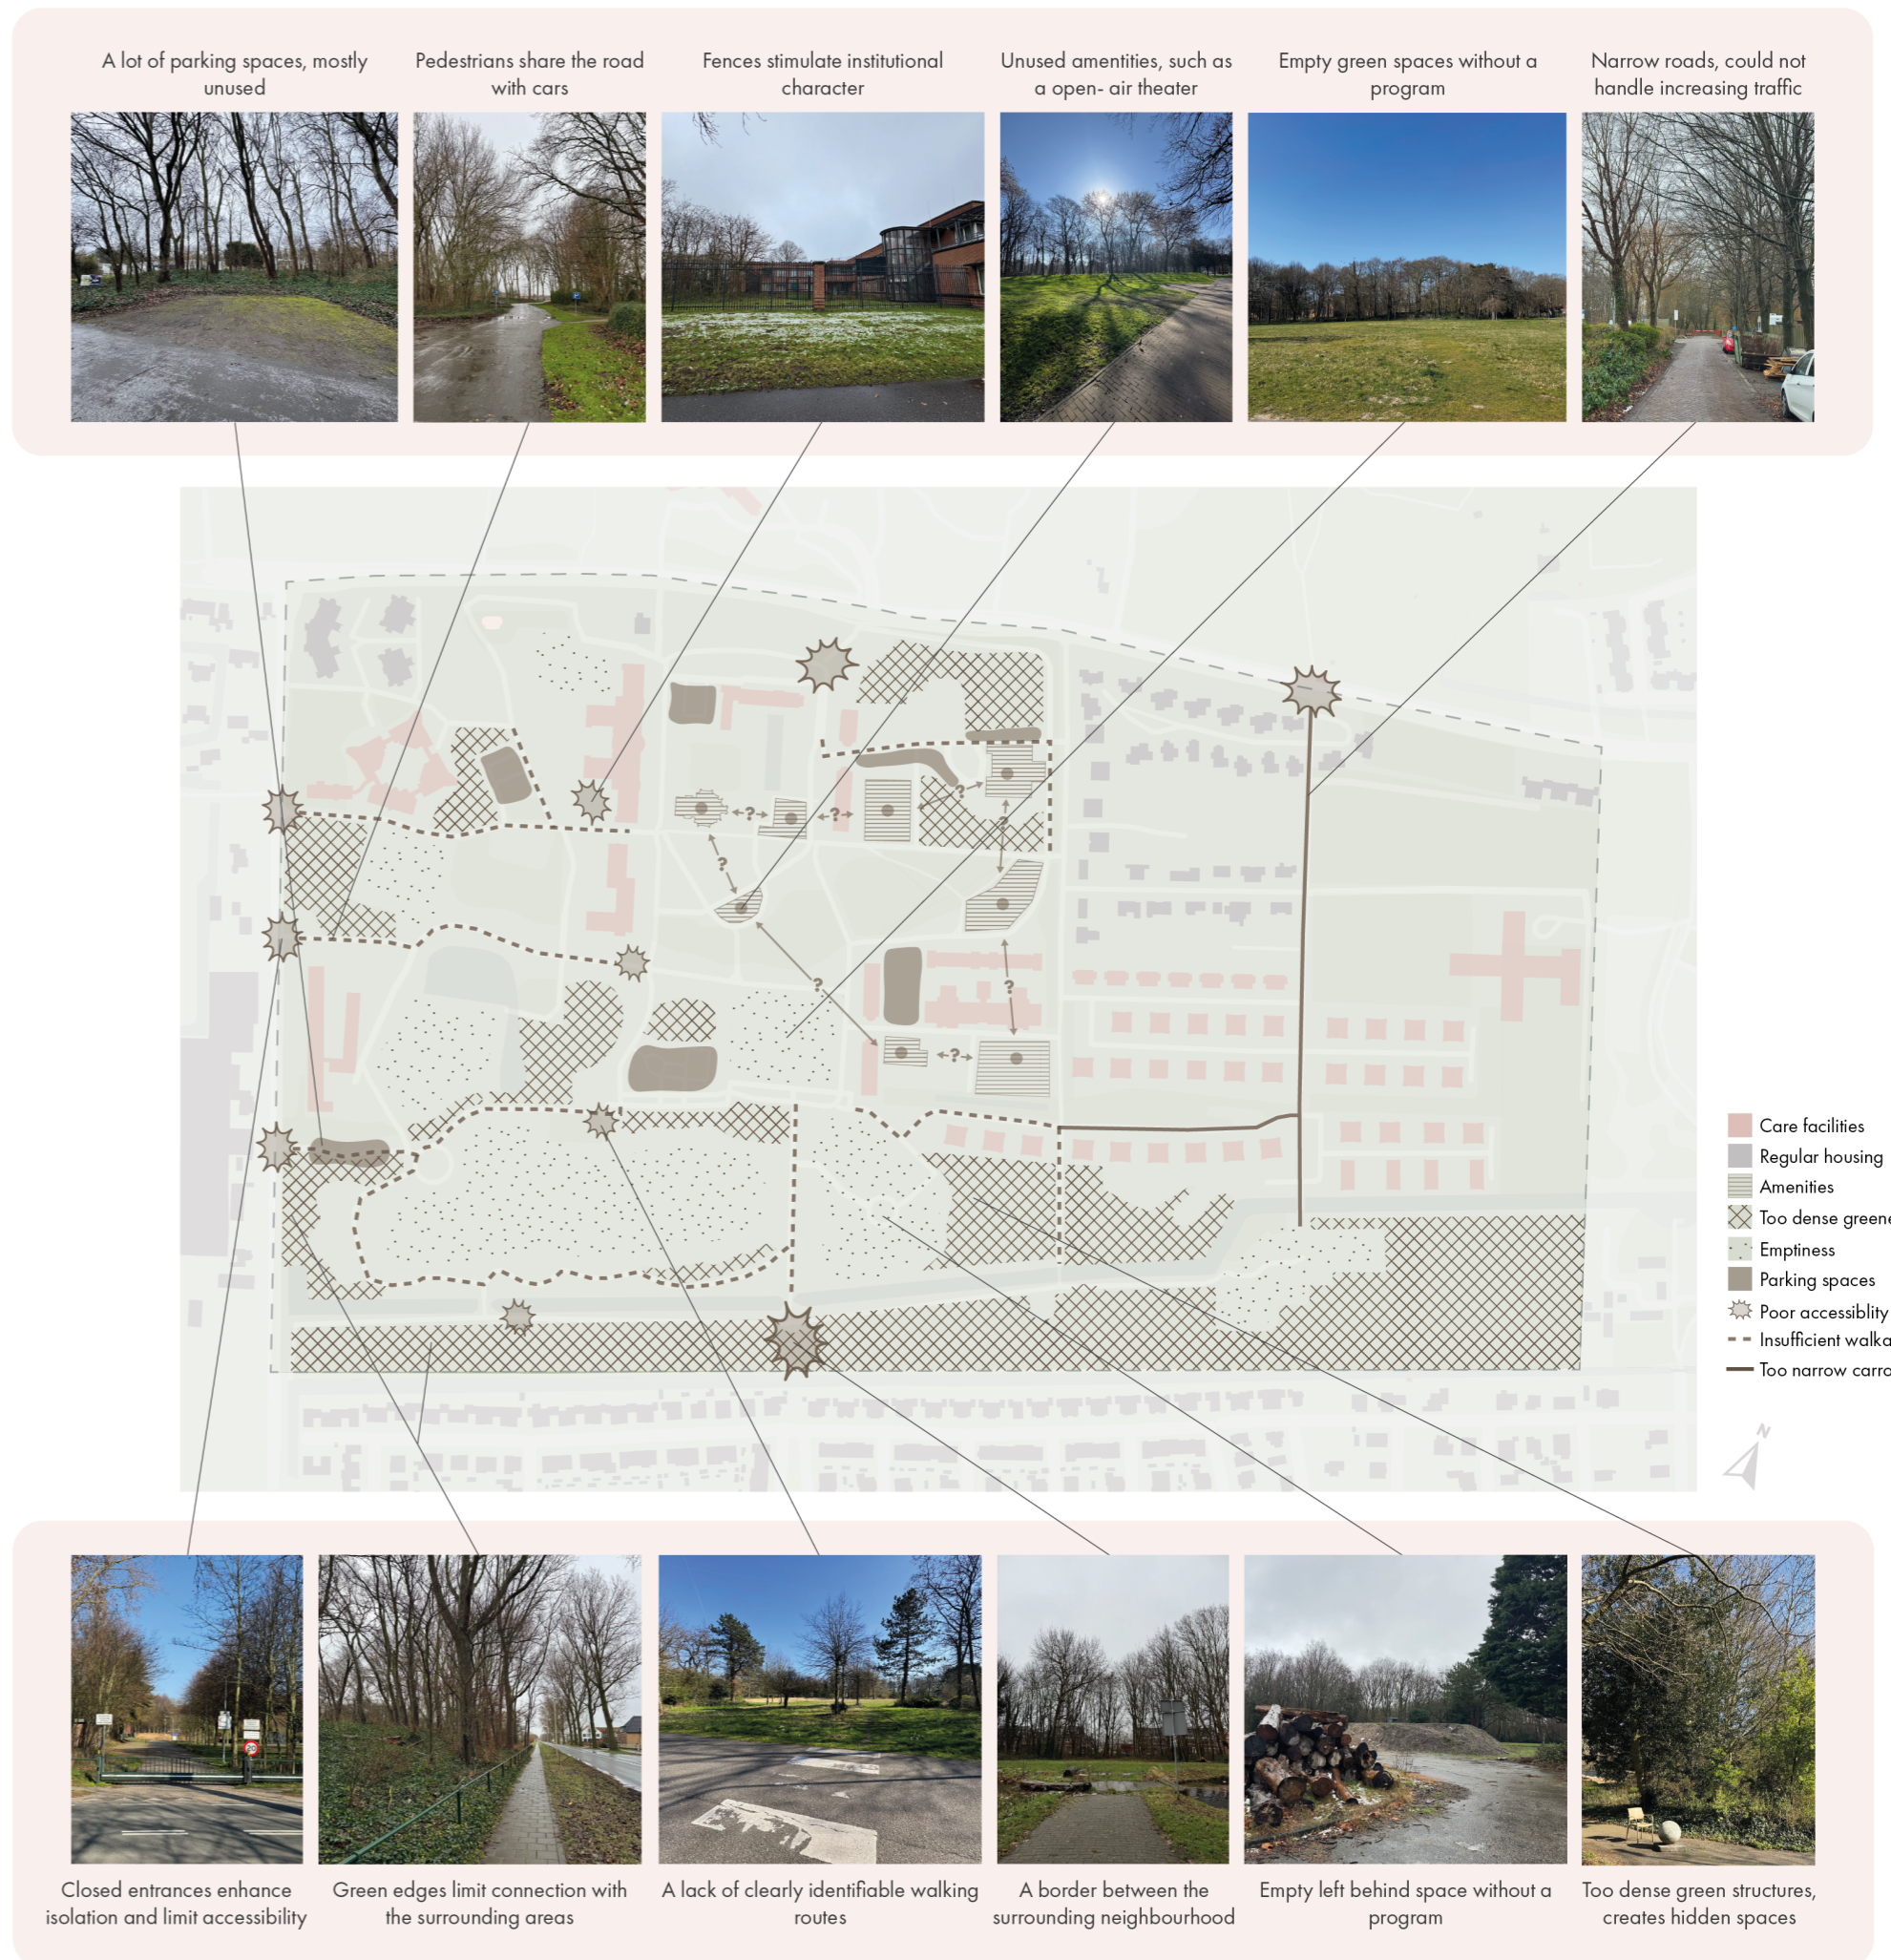 A lot of parking spaces, mostly
unused
Pedestrians share the road
with cars
Fences stimulate institutional
character
Unused amentities, such as
a open- air theater
Empty green spaces without a
program
Narrow roads, could not
handle increasing traffic
?
?
?
?
?
?
?
?
?
Care facilities
Regular housing
Amenities
Too dense greene
Emptiness
Parking spaces
Poor accessiblity
Insufficient walka
Too narrow carro
N
Closed entrances enhance
isolation and limit accessibility
Green edges limit connection with
the surrounding areas
A lack of clearly identifiable walking
routes
A border between the
surrounding neighbourhood
Empty left behind space without a
program
Too dense green structures,
creates hidden spaces